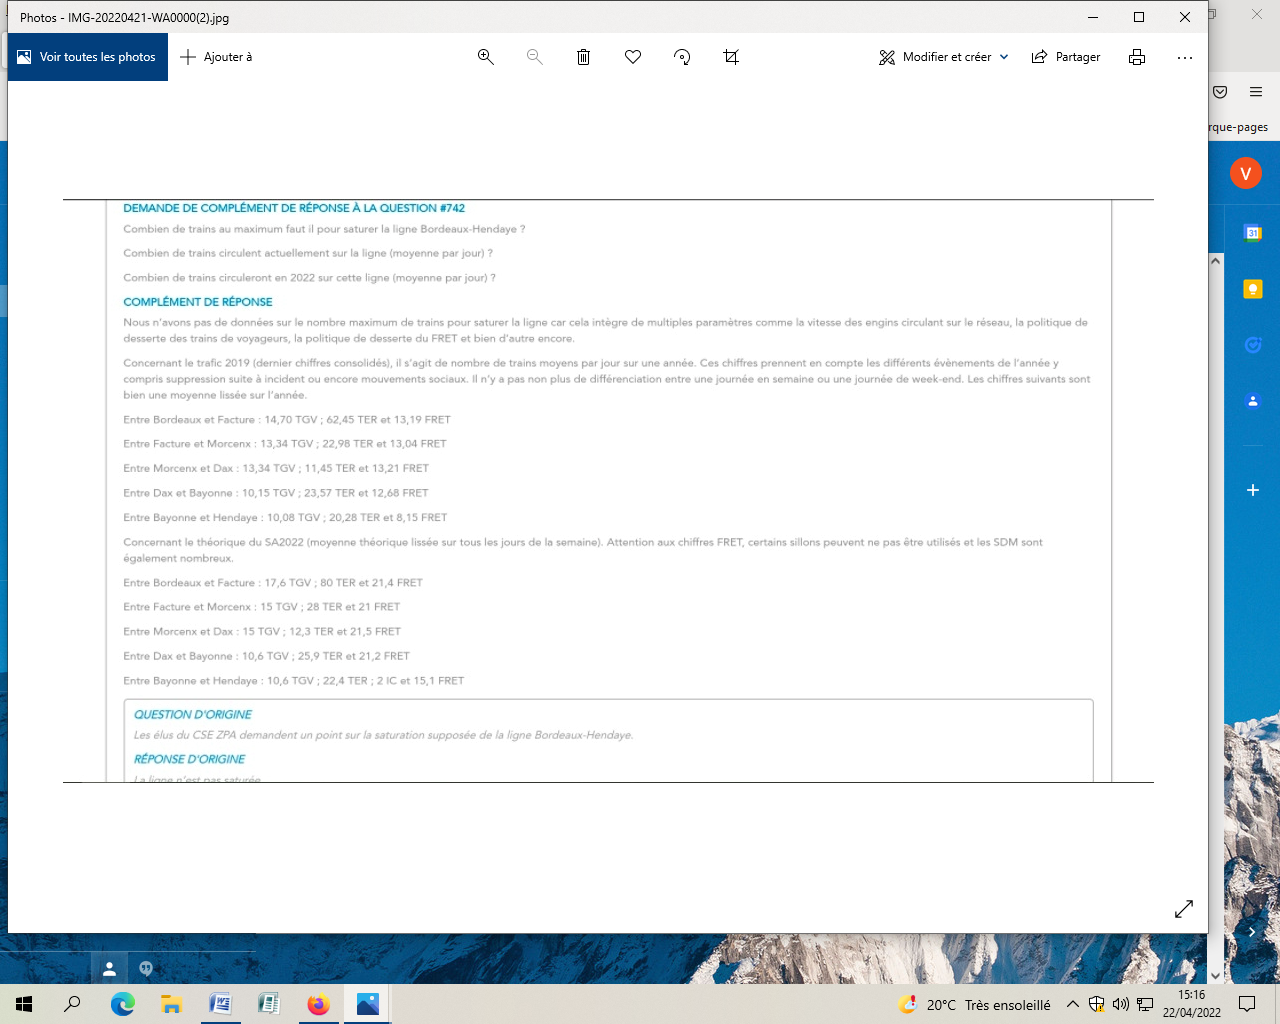 Photos - IMG-20220421-WA0000(2).jpg
Voir toutes les photos
Ajouter à
Modifier et créer
Partager
rque-pages
V
31
DEMANDE DE COMPLÉMENT DE RÉPONSE À LA QUESTION #742
Combien de trains au maximum faut il pour saturer la ligne Bordeaux-Hendaye ?
Combien de trains circulent actuellement sur la ligne (moyenne par jour) ?
Combien de trains circuleront en 2022 sur cette ligne (moyenne par jour) ?
COMPLÉMENT DE RÉPONSE
Nous n'avons pas de données sur le nombre maximum de trains pour saturer la ligne car cela intègre de multiples paramètres comme la vitesse des engins circulant sur le réseau, la politique de
desserte des trains de voyageurs, la politique de desserte du FRET et bien d'autre encore.
Concernant le trafic 2019 (dernier chiffres consolidés), il s'agit de nombre de trains moyens par jour sur une année. Ces chiffres prennent en compte les différents évènements de l'année y
compris suppression suite à incident ou encore mouvements sociaux. Il n'y a pas non plus de différenciation entre une journée en semaine ou une journée de week-end. Les chiffres suivants sont
bien une moyenne lissée sur l'année.
Entre Bordeaux et Facture : 14,70 TGV ; 62,45 TER et 13,19 FRET
Entre Facture et Morcenx : 13,34 TGV ; 22,98 TER et 13,04 FRET
Entre Morcenx et Dax : 13,34 TGV ; 11,45 TER et 13,21 FRET
Entre Dax et Bayonne : 10,15 TGV ; 23,57 TER et 12,68 FRET
Entre Bayonne et Hendaye : 10,08 TGV ; 20,28 TER et 8,15 FRET
Concernant le théorique du SA2022 (moyenne théorique lissée sur tous les jours de la semaine). Attention aux chiffres FRET, certains sillons peuvent ne pas être utilisés et les SDM sont
également nombreux.
Entre Bordeaux et Facture : 17,6 TGV ; 80 TER et 21,4 FRET
Entre Facture et Morcenx : 15 TGV ; 28 TER et 21 FRET
Entre Morcenx et Dax : 15 TGV ; 12,3 TER et 21,5 FRET
Entre Dax et Bayonne : 10,6 TGV ; 25,9 TER et 21,2 FRET
Entre Bayonne et Hendaye : 10,6 TGV ; 22,4 TER ; 2 IC et 15,1 FRET
QUESTION D'ORIGINE
Les élus du CSE ZPA demandent un point sur la saturation supposée de la ligne Bordeaux-Hendaye.
RÉPONSE D'ORIGINE
La ligne n'est pas saturée
20°C Très ensoleillé
15:16
22/04/2022